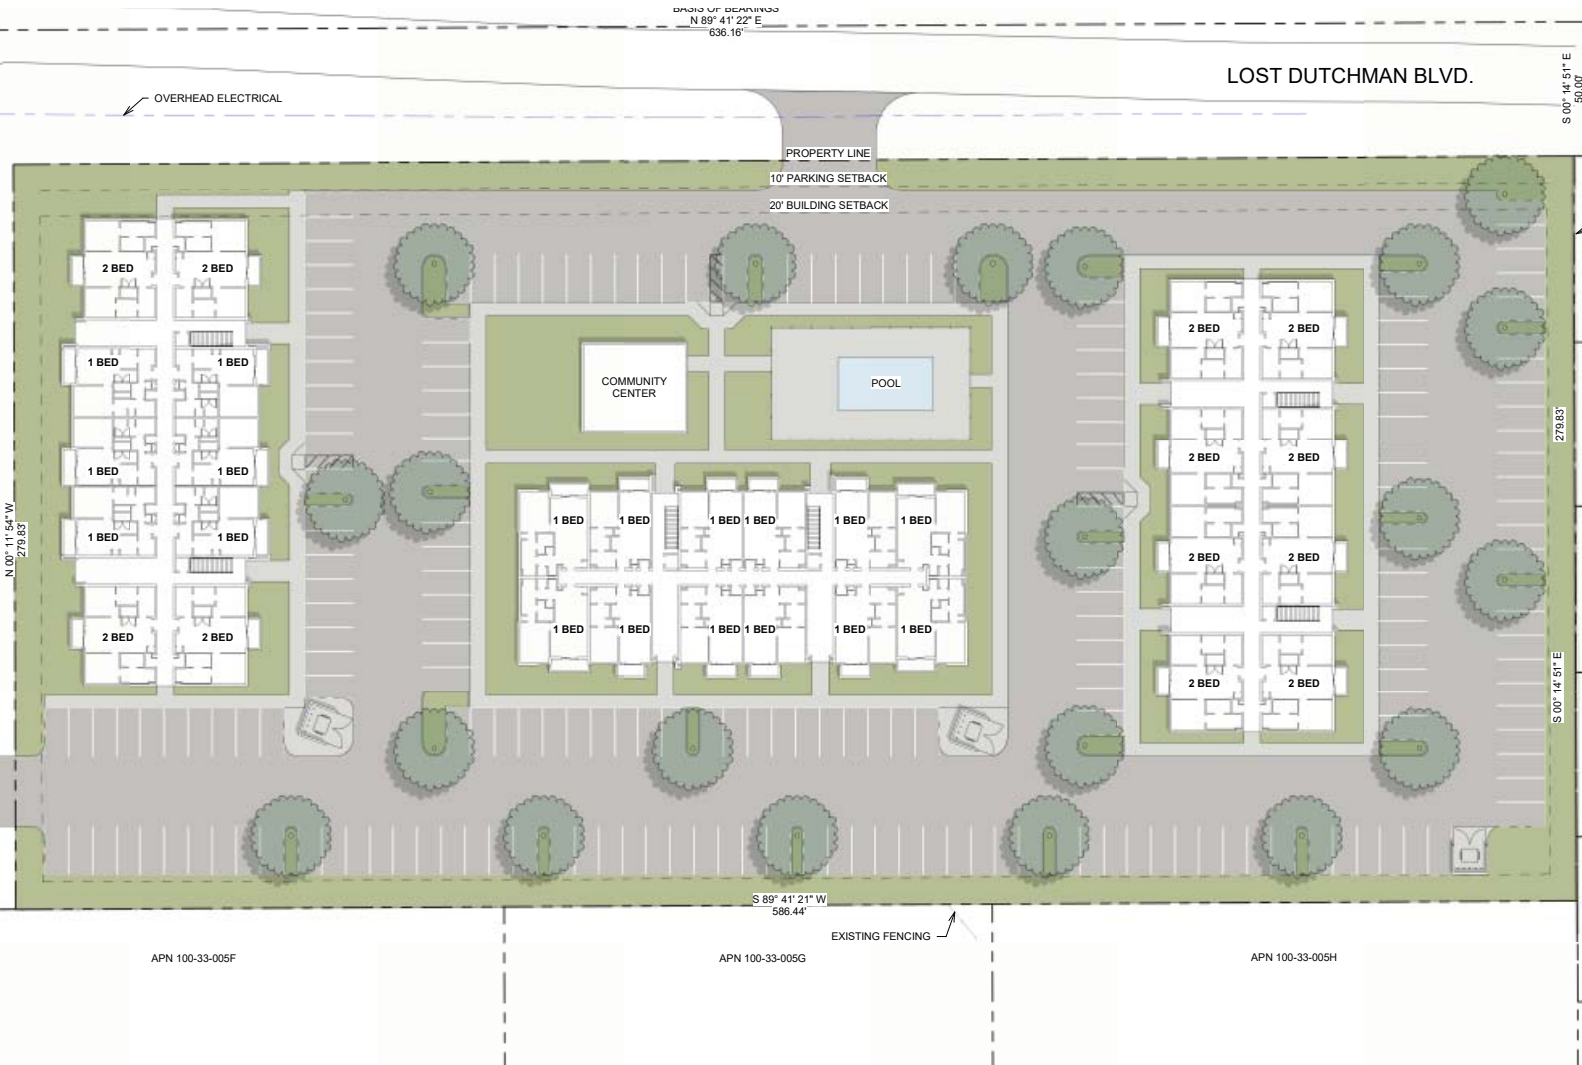 BASIS OF BEARINGS
N 89° 41' 22" E
636.16'
LOST DUTCHMAN BLVD.
S 00° 14' 51" E
50.00'
OVERHEAD ELECTRICAL
PROPERTY LINE
10' PARKING SETBACK
20' BUILDING SETBACK
2 BED
2 BED
1 BED
1 BED
1 BED
1 BED
1 BED
1 BED
2 BED
2 BED
N 00° 11' 54" W
279.83'
COMMUNITY
CENTER
POOL
1 BED
1 BED
1 BED
1 BED
1 BED
1 BED
1 BED
1 BED
1 BED
1 BED
1 BED
1 BED
2 BED
2 BED
2 BED
2 BED
2 BED
2 BED
2 BED
2 BED
279.83'
S 00° 14' 51" E
S 89° 41' 21" W
586.44'
EXISTING FENCING
APN 100-33-005F
APN 100-33-005G
APN 100-33-005H